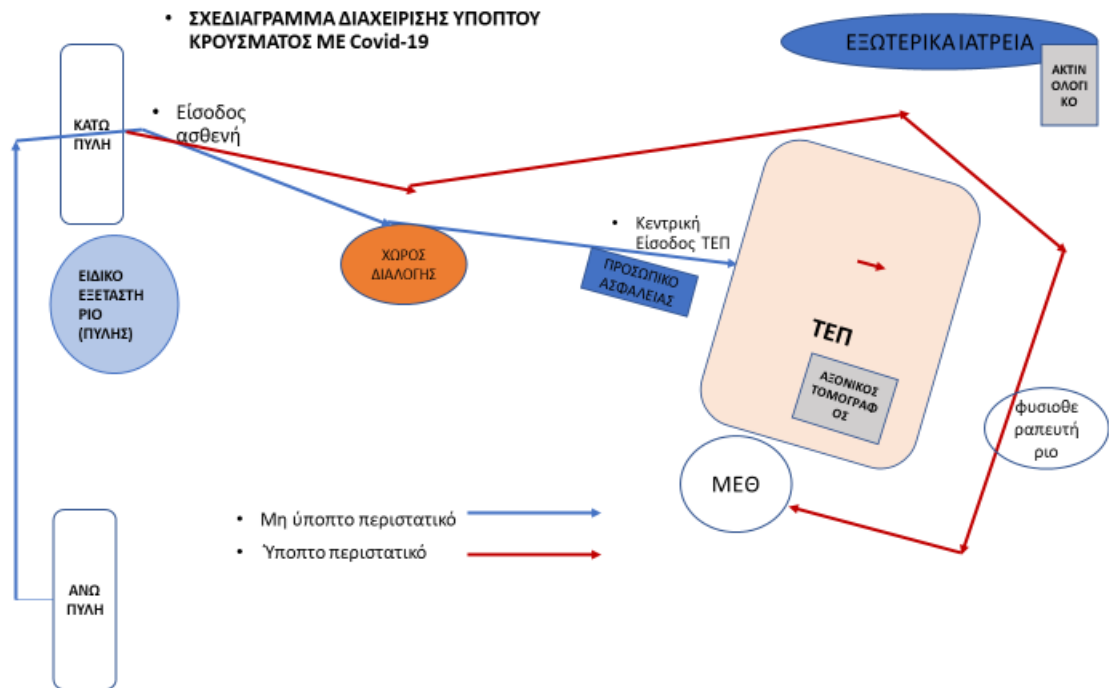 • ΣΧΕΔΙΑΓΡΑΜΜΑ ΔΙΑΧΕΙΡΙΣΗΣ ΥΠΟΠΤΟΥ
ΚΡΟΥΣΜΑΤΟΣ ΜΕ Covid-19
ΕΞΩΤΕΡΙΚΑ ΙΑΤΡΕΙΑ
ΑΚΤΙΝ
ΟΛΟΓΙ
ΚΟ
ΚΑΤΩ
ΠΥΛΗ
• Είσοδος
ασθενή
• Κεντρική
Είσοδος ΤΕΠ
ΧΩΡΟΣ
ΔΙΑΛΟΓΗΣ
ΠΡΟΣΩΠΙΚΟ
ΑΣΦΑΛΕΙΑΣ
ΕΙΔΙΚΟ
ΕΞΕΤΑΣΤΗ
ΡΙΟ
(ΠΥΛΗΣ)
ΤΕΠ
ΑΞΟΝΙΚΟΣ
ΤΟΜΟΓΡΑΦ
ΟΣ
φυσιοθε
ραπευτή
ριο
ΜΕΘ
• Μη ύποπτο περιστατικό
• Ύποπτο περιστατικό
ΑΝΩ
ΠΥΛΗ